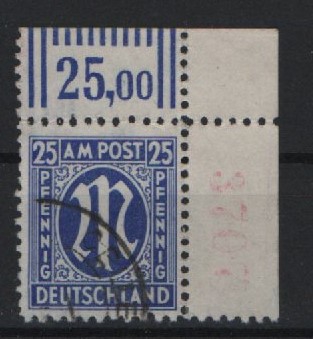 25,00
25 AM POST 25
PFENNIG M PFENNIG
DEUTSCHLAND